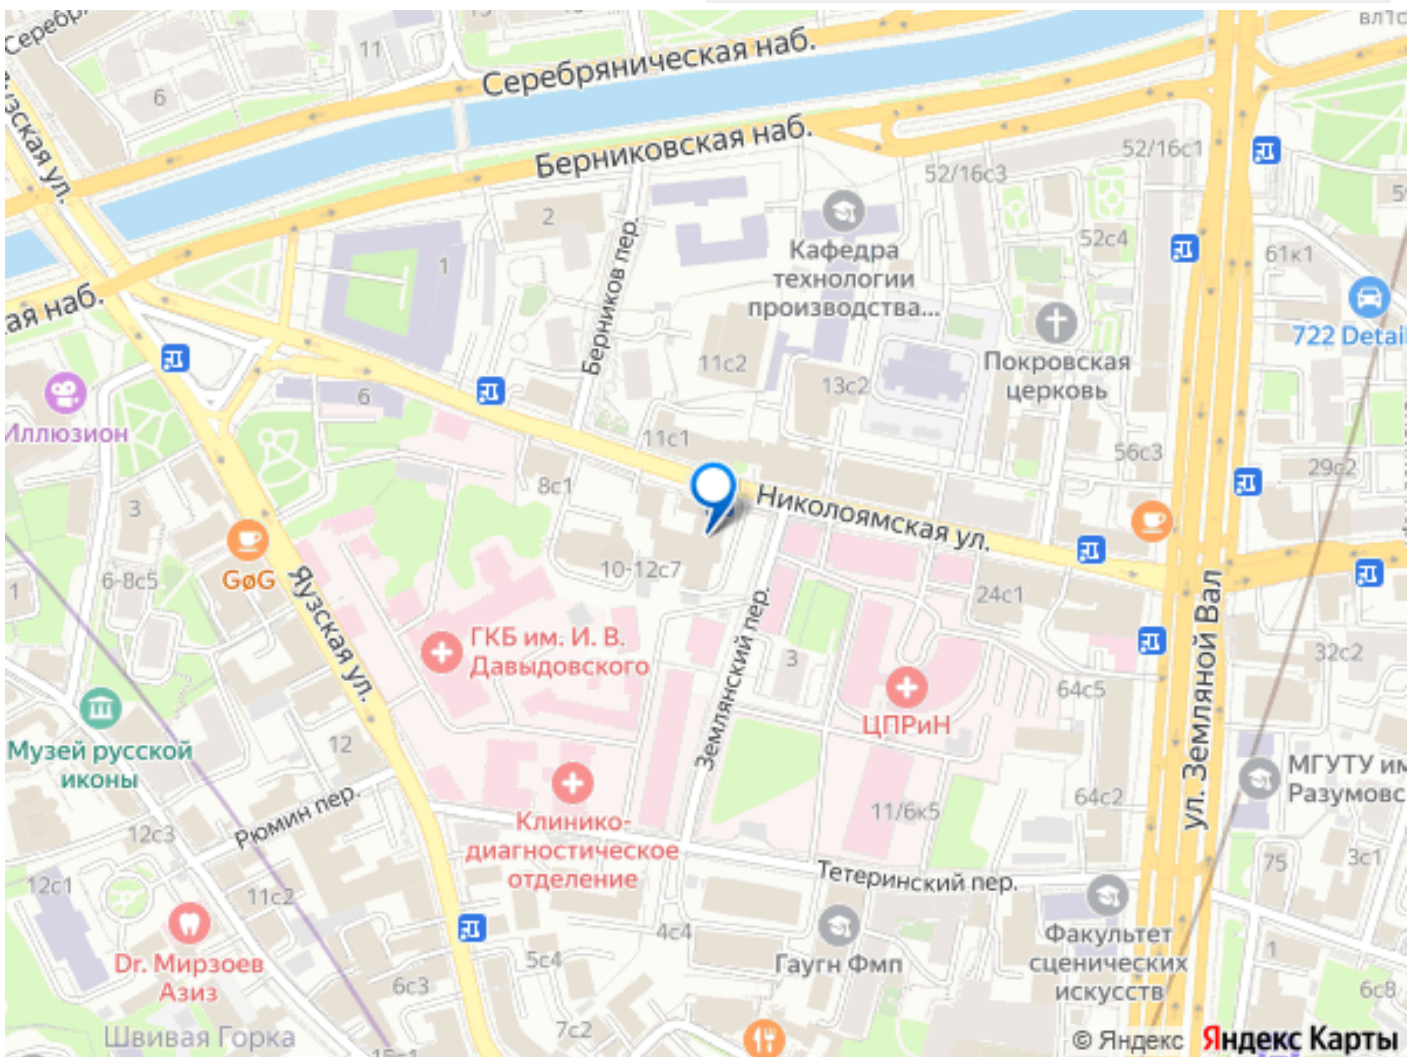 Серебр
11
вл1с
Серебряническая наб.
6
зская ул.
Берниковская наб.
52/16с1
52/16с3
2
Кафедра
технологии
производства...
52с4
61к1
1
Берников пер.
ая наб.
722 Detail
Покровская
церковь
11с2
13с2
6
Иллюзион
11с1
56с3
29с2
8с1
Николоямская ул.
3
GøG
6-8с5
1
10-12с7
24с1
Яузская ул.
ГКБ им. И. В.
Давыдовского
Землянский пер.
3
ул. Земляной Вал
32с2
64с5
ЦПРиН
Музей русской
иконы
12
МГУТУ им
Разумовс
64с2
Рюмин пер.
11/6к5
12с3
Клинико-
диагностическое
отделение
Тетеринский пер.
75
3с1
12с1
11с2
4с4
Факультет
сценических
искусств
1
Dr. Мирзоев
Азиз
5с4
Гаугн Фмп
6с3
6с8
Швивая Горка
7с2
15с1
© Яндекс Яндекс Карты